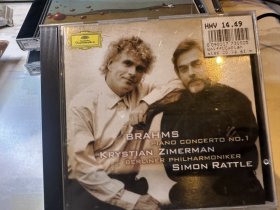 HMV 14.49
BRAHMS
PIANO CONCERTO NO.1
KRYSTIAN ZIMERMAN
BERLINER PHILHARMONIKER
SIMON RATTLE